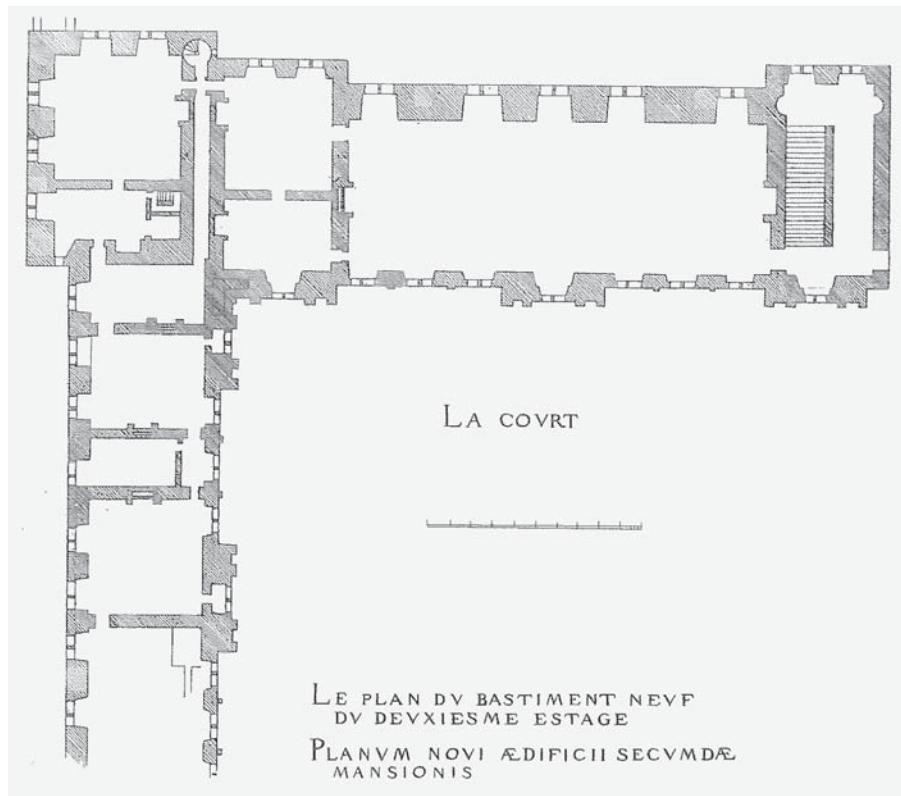 LA COVRT
LE PLAN DV BASTIMENT NEVF
DV DEVXIESME ESTAGE
PLANVM NOVI ÆDIFICII SECVMDÆ
MANSIONIS